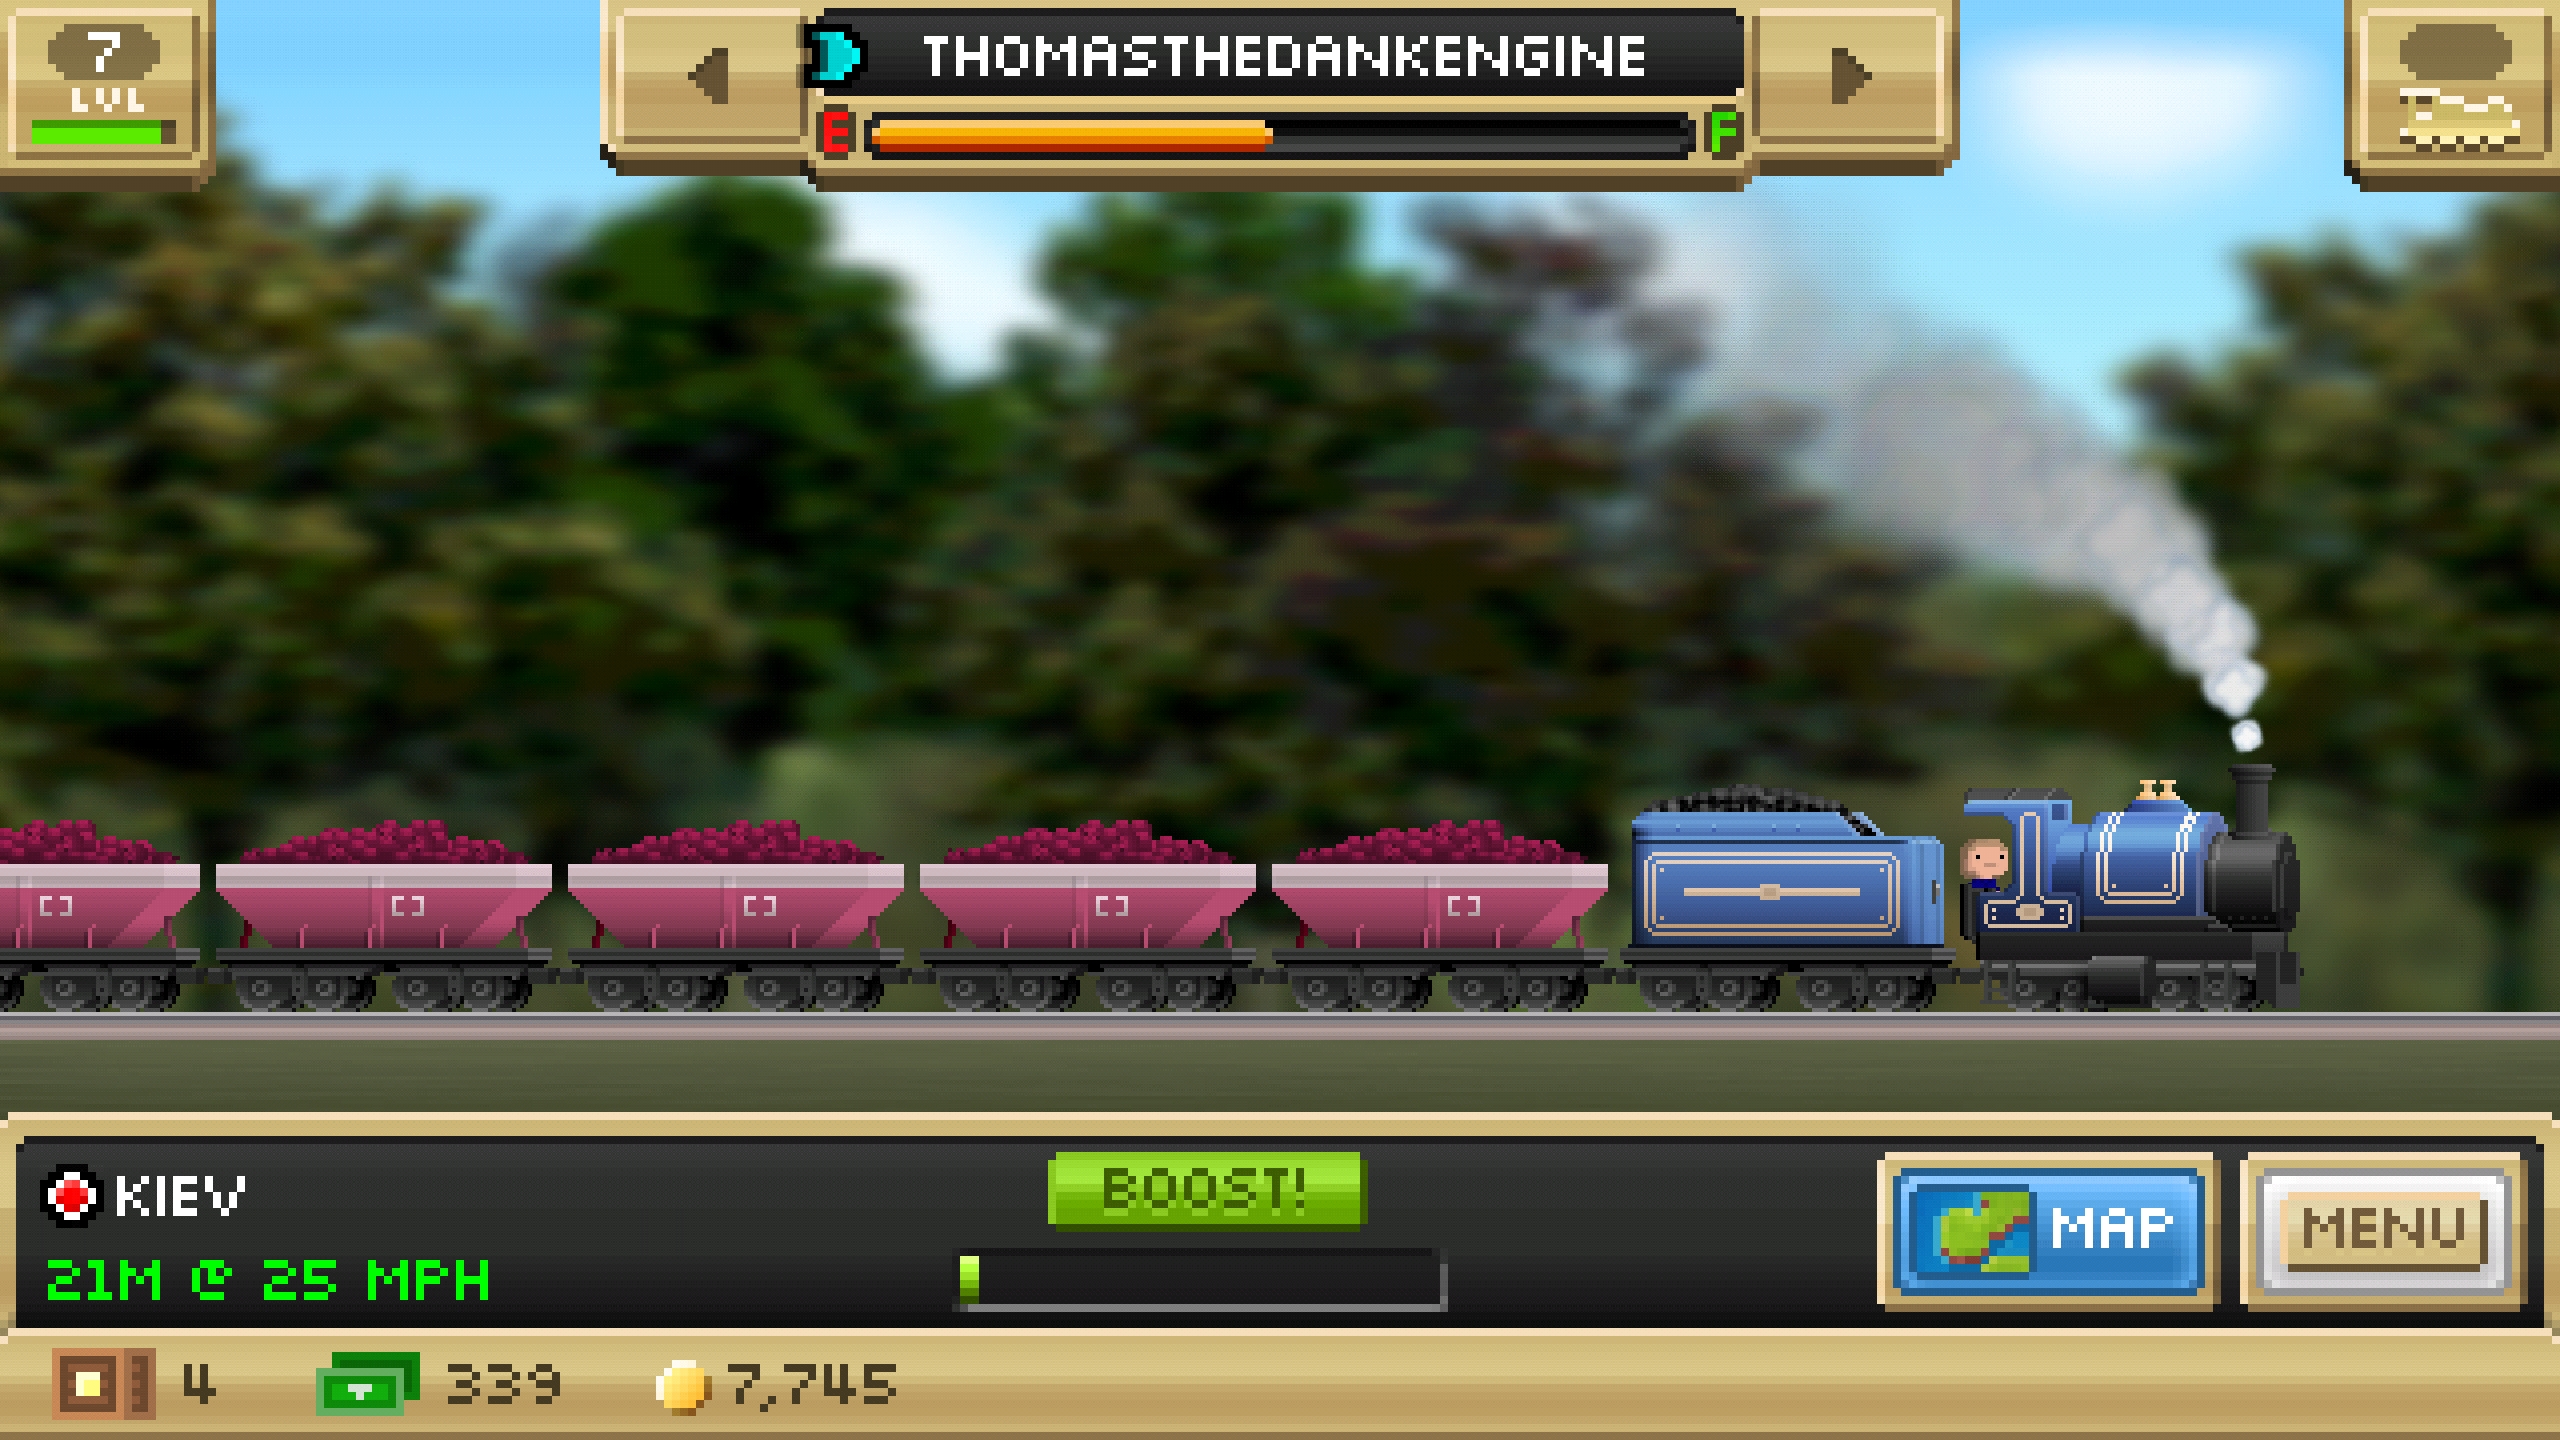 7
LVL
THOMASTHEDANKENGINE
E F
KIEV
21M @ 25 MPH
BOOST!
MAP
MENU
4 339 7,745